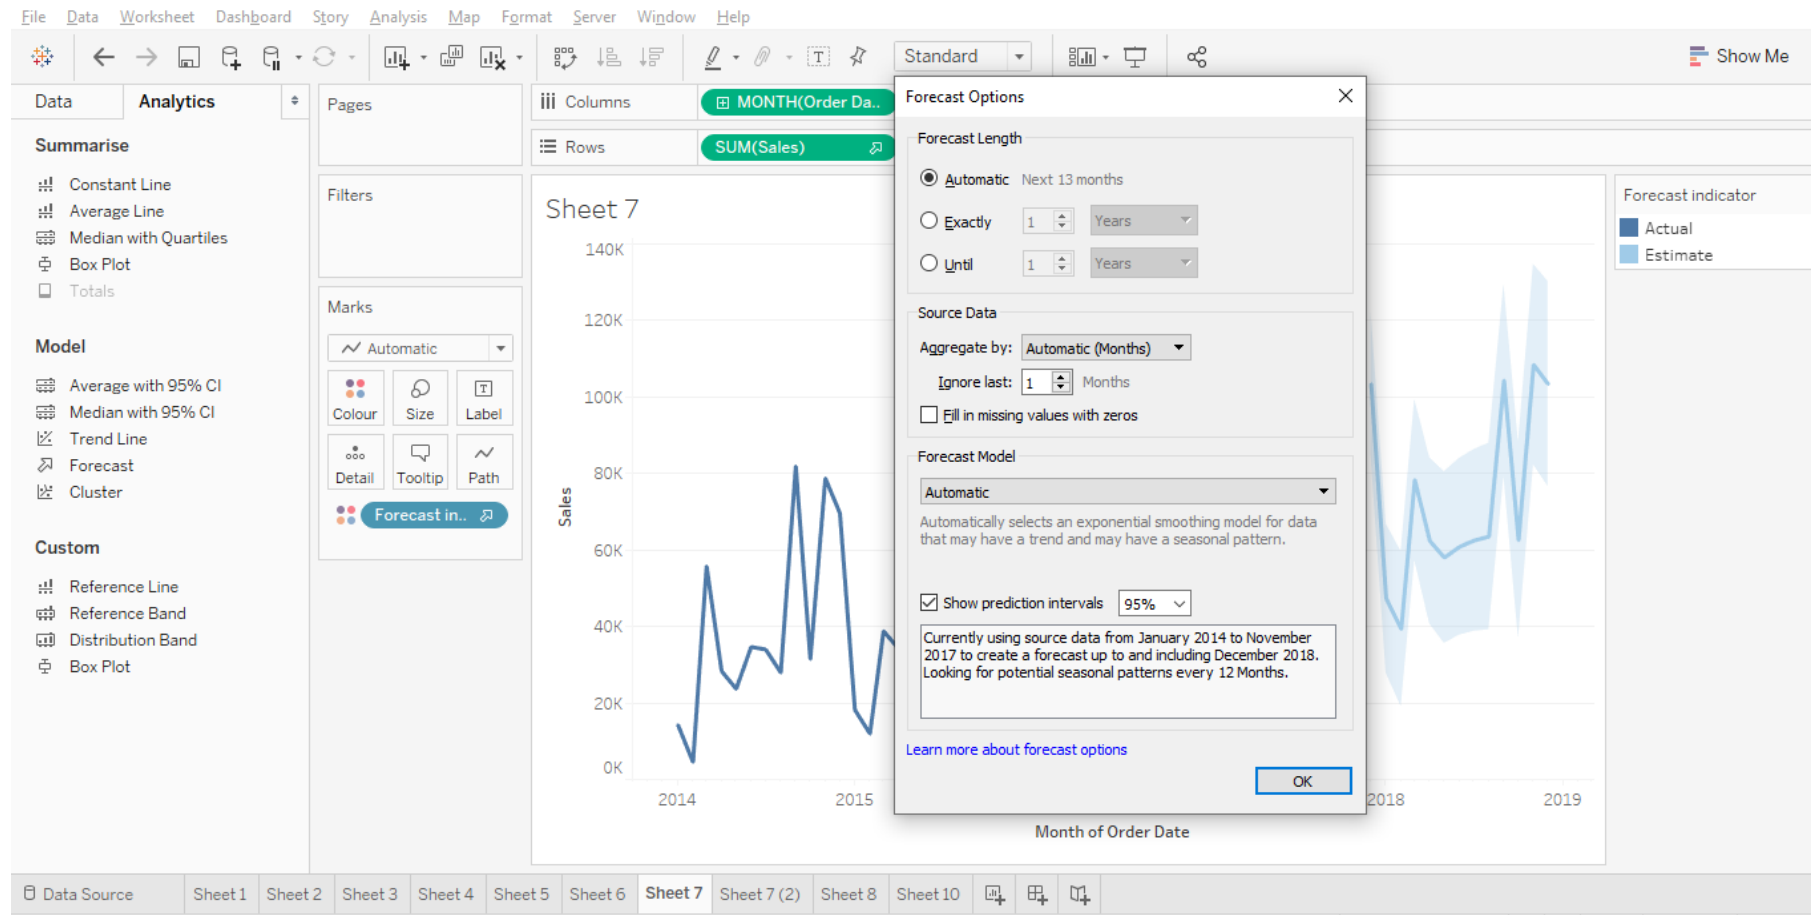 File Data Worksheet Dashboard Story Analysis Map Format Server Window Help
Standard
Show Me
Data Analytics
Summarise
Constant Line
Average Line
Median with Quartiles
Box Plot
Totals
Model
Average with 95% CI
Median with 95% CI
Trend Line
Forecast
Cluster
Custom
Reference Line
Reference Band
Distribution Band
Box Plot
Pages
Filters
Marks
Automatic
Colour Size Label
Detail Tooltip Path
Forecast in..
Columns MONTH(Order Da..
Rows SUM(Sales)
Sheet 7
140K
120K
100K
80K
60K
40K
20K
0K
Sales
2014 2015 2018 2019
Month of Order Date
Forecast Options
Forecast Length
Automatic Next 13 months
Exactly 1 Years
Until 1 Years
Source Data
Aggregate by: Automatic (Months)
Ignore last: 1 Months
Fill in missing values with zeros
Forecast Model
Automatic
Automatically selects an exponential smoothing model for data
that may have a trend and may have a seasonal pattern.
Show prediction intervals 95%
Currently using source data from January 2014 to November
2017 to create a forecast up to and including December 2018.
Looking for potential seasonal patterns every 12 Months.
Learn more about forecast options
OK
Forecast indicator
Actual
Estimate
Data Source Sheet 1 Sheet 2 Sheet 3 Sheet 4 Sheet 5 Sheet 6 Sheet 7 Sheet 7 (2) Sheet 8 Sheet 10